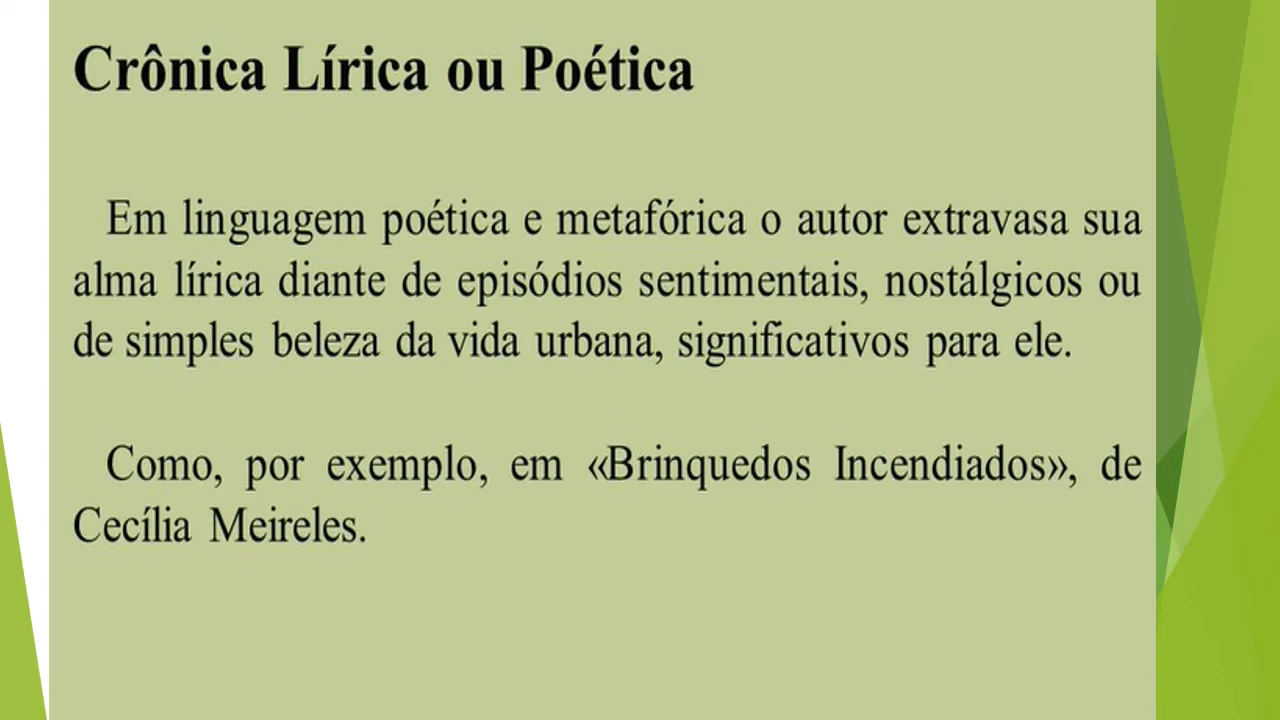 Crônica Lírica ou Poética
Em linguagem poética e metafórica o autor extravasa sua
alma lírica diante de episódios sentimentais, nostálgicos ou
de simples beleza da vida urbana, significativos para ele.
Como, por exemplo, em «Brinquedos Incendiados», de
Cecília Meireles.